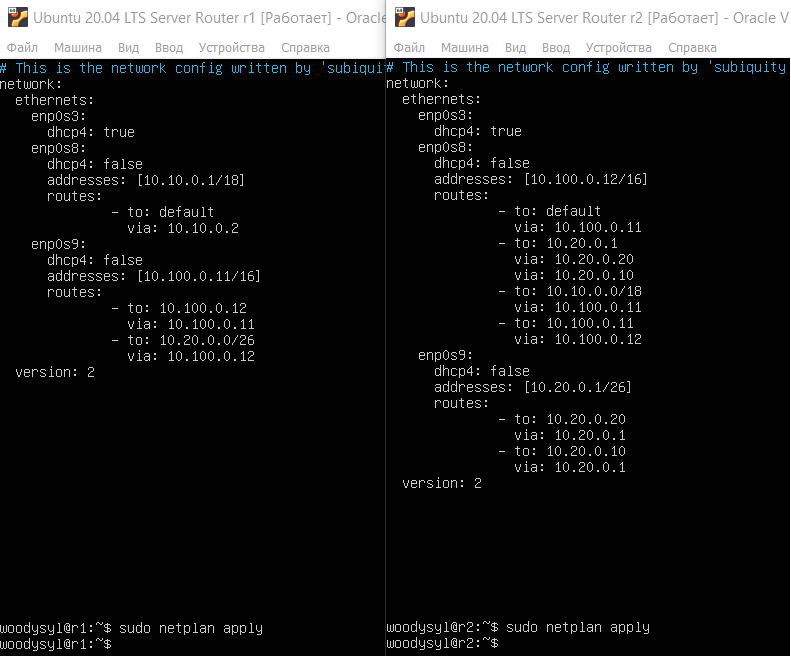 Ubuntu 20.04 LTS Server Router r1 [Работает] - Oracle
Файл Машина Вид Ввод Устройства Справка
# This is the network config written by 'subiquit
network:
  ethernets:
    enp0s3:
      dhcp4: true
    enp0s8:
      dhcp4: false
      addresses: [10.10.0.1/18]
      routes:
              - to: default
                via: 10.10.0.2
    enp0s9:
      dhcp4: false
      addresses: [10.100.0.11/16]
      routes:
              - to: 10.100.0.12
                via: 10.100.0.11
              - to: 10.20.0.0/26
                via: 10.100.0.12
  version: 2
woodysyl@r1:~$ sudo netplan apply
woodysyl@r1:~$
Ubuntu 20.04 LTS Server Router r2 [Работает] - Oracle V
Файл Машина Вид Ввод Устройства Справка
# This is the network config written by 'subiquity
network:
  ethernets:
    enp0s3:
      dhcp4: true
    enp0s8:
      dhcp4: false
      addresses: [10.100.0.12/16]
      routes:
              - to: default
                via: 10.100.0.11
              - to: 10.20.0.1
                via: 10.20.0.20
                via: 10.20.0.10
              - to: 10.10.0.0/18
                via: 10.100.0.11
              - to: 10.100.0.11
                via: 10.100.0.12
    enp0s9:
      dhcp4: false
      addresses: [10.20.0.1/26]
      routes:
              - to: 10.20.0.20
                via: 10.20.0.1
              - to: 10.20.0.10
                via: 10.20.0.1
  version: 2
woodysyl@r2:~$ sudo netplan apply
woodysyl@r2:~$